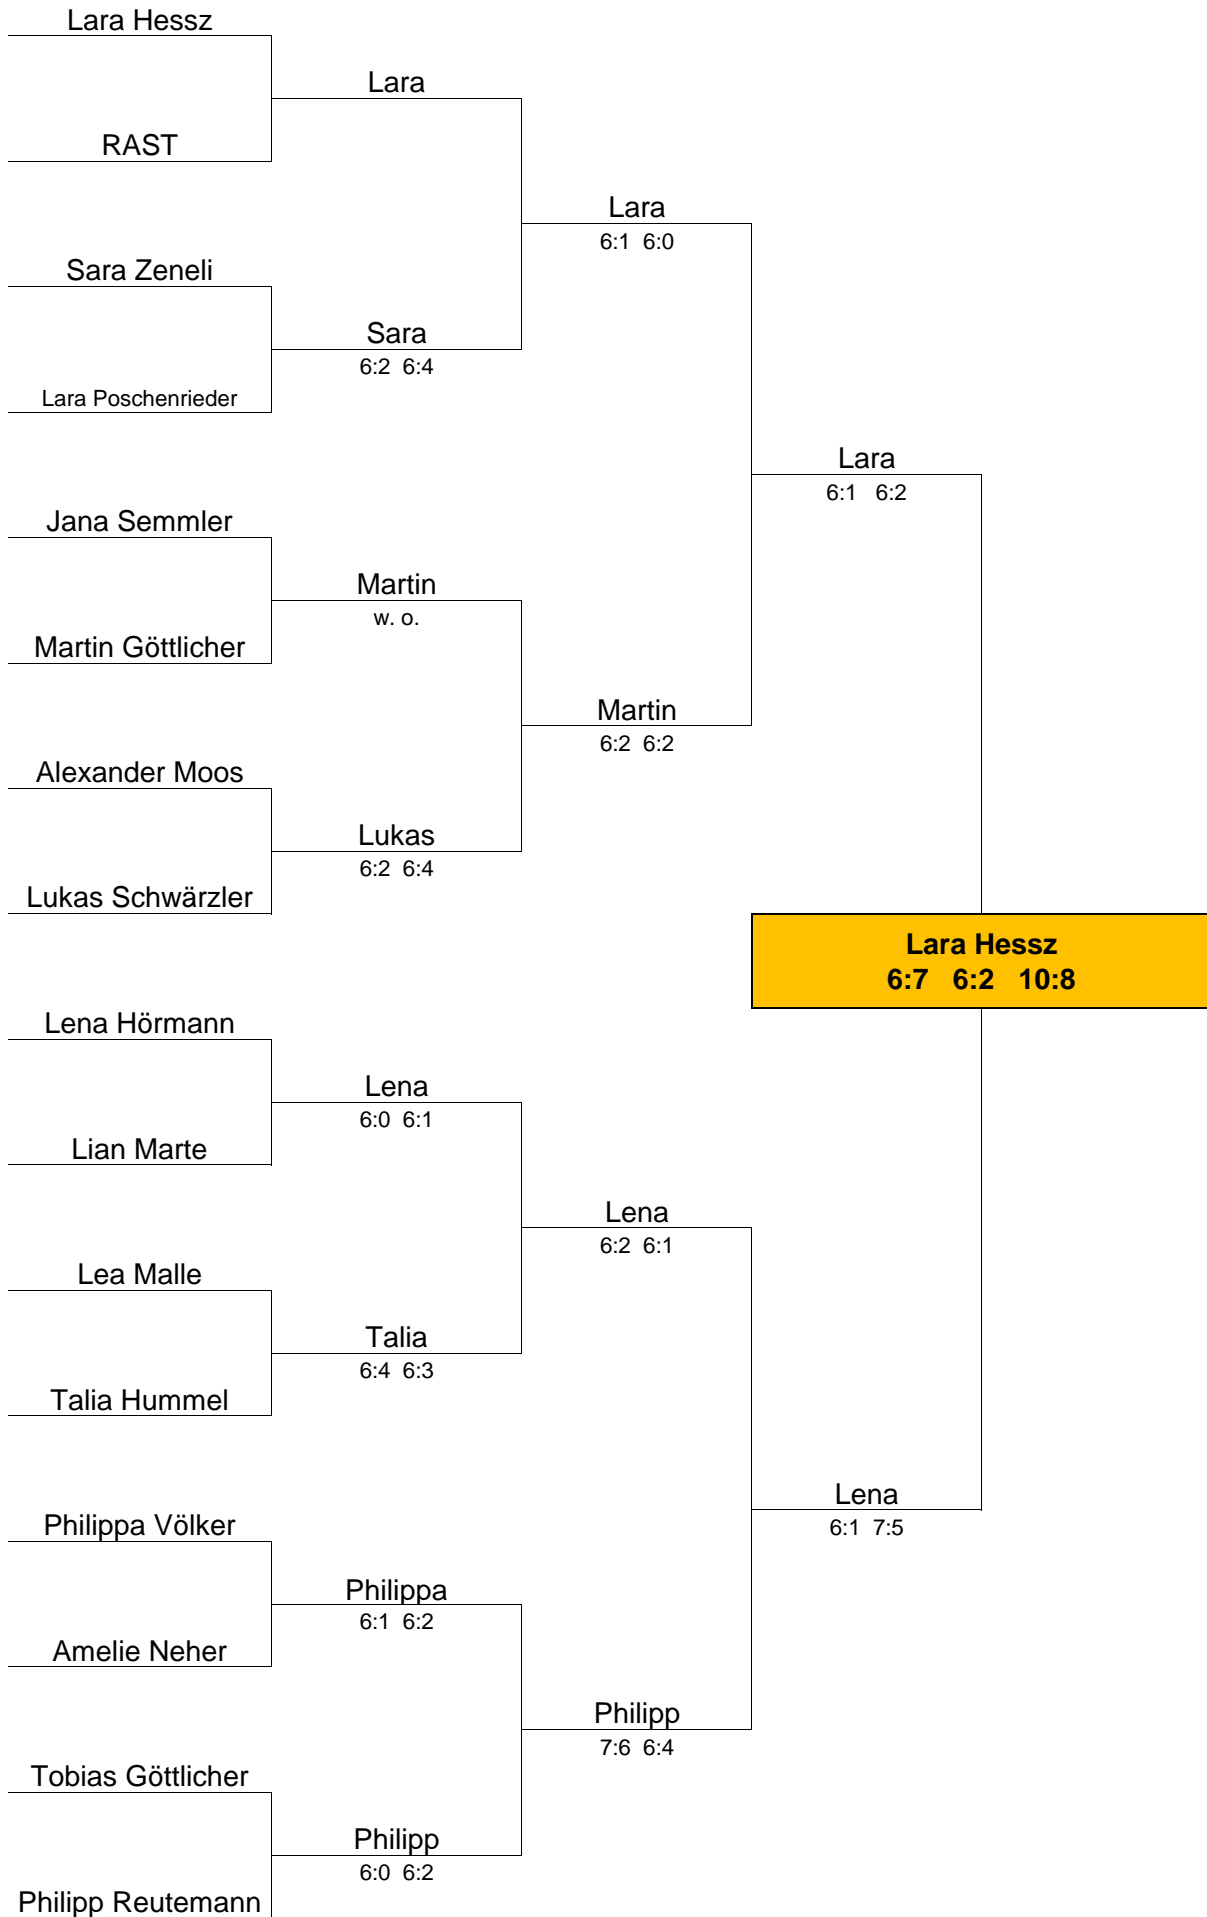 Lara Hessz
Lara
RAST
Lara
6:1 6:0
Sara Zeneli
Sara
6:2 6:4
Lara Poschenrieder
Lara
6:1 6:2
Jana Semmler
Martin
w. o.
Martin Göttlicher
Martin
6:2 6:2
Alexander Moos
Lukas
6:2 6:4
Lukas Schwärzler
Lara Hessz
6:7 6:2 10:8
Lena Hörmann
Lena
6:0 6:1
Lian Marte
Lena
6:2 6:1
Lea Malle
Talia
6:4 6:3
Talia Hummel
Lena
6:1 7:5
Philippa Völker
Philippa
6:1 6:2
Amelie Neher
Philipp
7:6 6:4
Tobias Göttlicher
Philipp
6:0 6:2
Philipp Reutemann